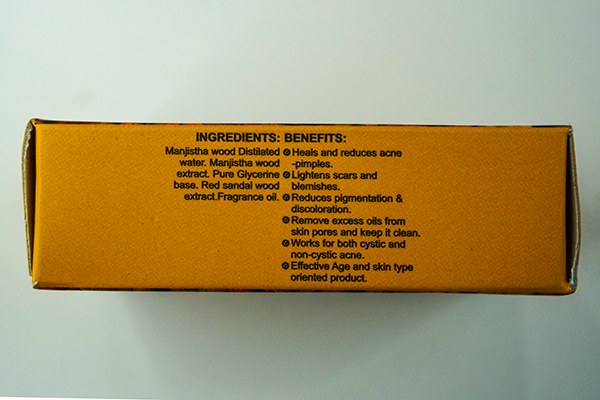 INGREDIENTS:
Manjistha wood Distilated
water. Manjistha wood
extract. Pure Glycerine
base. Red sandal wood
extract.Fragrance oil.
BENEFITS:
Heals and reduces acne
-pimples.
Lightens scars and
blemishes.
Reduces pigmentation &
discoloration.
Remove excess oils from
skin pores and keep it clean.
Works for both cystic and
non-cystic acne.
Effective Age and skin type
oriented product.